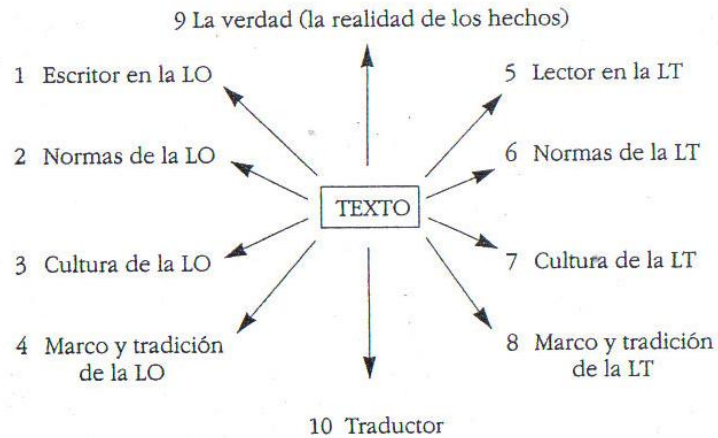 9 La verdad (la realidad de los hechos)
1 Escritor en la LO
5 Lector en la LT
2 Normas de la LO
6 Normas de la LT
TEXTO
3 Cultura de la LO
7 Cultura de la LT
4 Marco y tradición
de la LO
8 Marco y tradición
de la LT
10 Traductor